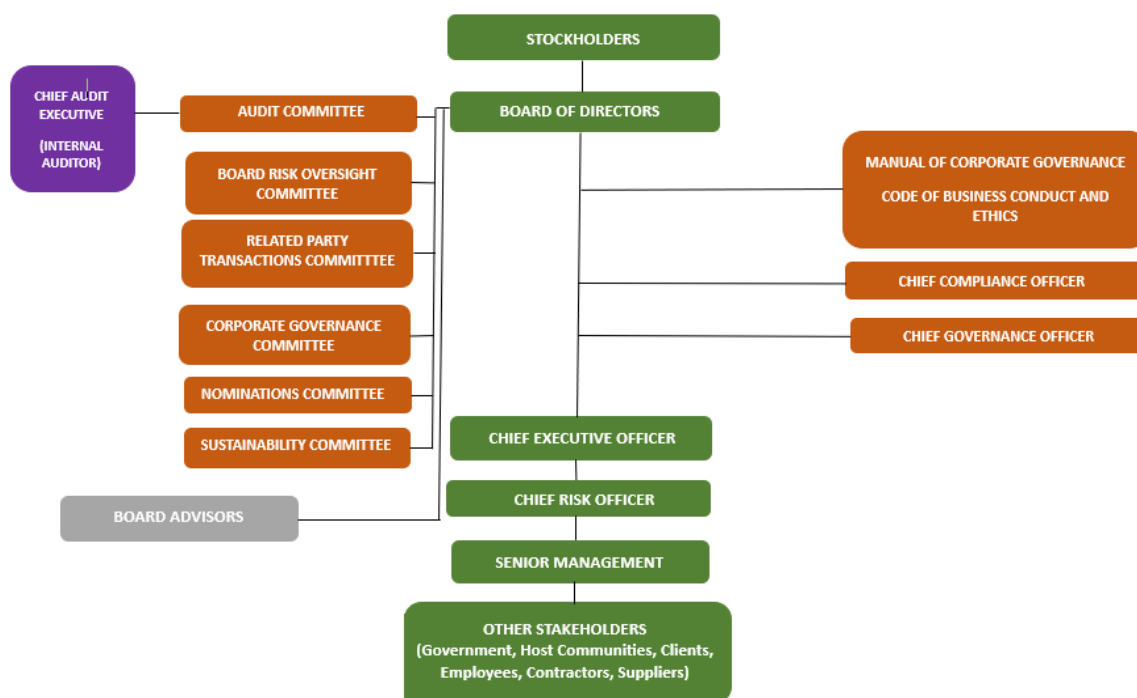 STOCKHOLDERS
CHIEF AUDIT
EXECUTIVE
(INTERNAL
AUDITOR)
AUDIT COMMITTEE
BOARD OF DIRECTORS
BOARD RISK OVERSIGHT
COMMITTEE
MANUAL OF CORPORATE GOVERNANCE
CODE OF BUSINESS CONDUCT AND
ETHICS
RELATED PARTY
TRANSACTIONS COMMITTTEE
CHIEF COMPLIANCE OFFICER
CORPORATE GOVERNANCE
COMMITTEE
CHIEF GOVERNANCE OFFICER
NOMINATIONS COMMITTEE
SUSTAINABILITY COMMITTEE
CHIEF EXECUTIVE OFFICER
CHIEF RISK OFFICER
BOARD ADVISORS
SENIOR MANAGEMENT
OTHER STAKEHOLDERS
(Government, Host Communities, Clients,
Employees, Contractors, Suppliers)